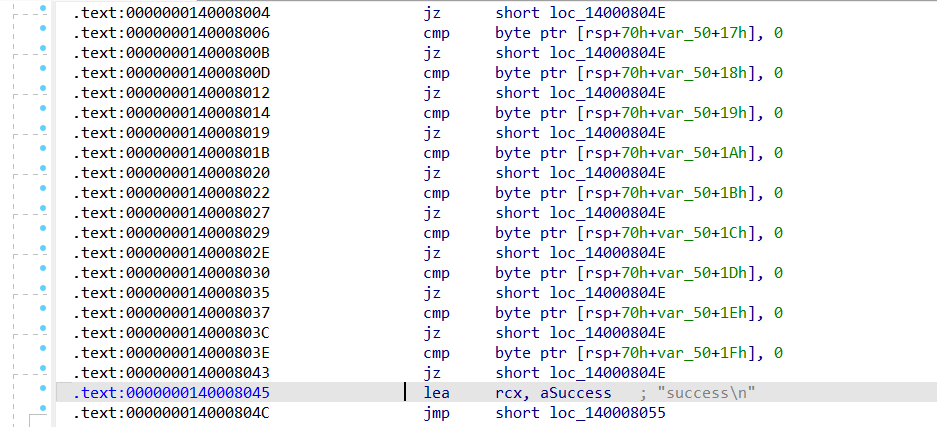 .text:0000000140008004 jz short loc_14000804E
.text:0000000140008006 cmp byte ptr [rsp+70h+var_50+17h], 0
.text:000000014000800B jz short loc_14000804E
.text:000000014000800D cmp byte ptr [rsp+70h+var_50+18h], 0
.text:0000000140008012 jz short loc_14000804E
.text:0000000140008014 cmp byte ptr [rsp+70h+var_50+19h], 0
.text:0000000140008019 jz short loc_14000804E
.text:000000014000801B cmp byte ptr [rsp+70h+var_50+1Ah], 0
.text:0000000140008020 jz short loc_14000804E
.text:0000000140008022 cmp byte ptr [rsp+70h+var_50+1Bh], 0
.text:0000000140008027 jz short loc_14000804E
.text:0000000140008029 cmp byte ptr [rsp+70h+var_50+1Ch], 0
.text:000000014000802E jz short loc_14000804E
.text:0000000140008030 cmp byte ptr [rsp+70h+var_50+1Dh], 0
.text:0000000140008035 jz short loc_14000804E
.text:0000000140008037 cmp byte ptr [rsp+70h+var_50+1Eh], 0
.text:000000014000803C jz short loc_14000804E
.text:000000014000803E cmp byte ptr [rsp+70h+var_50+1Fh], 0
.text:0000000140008043 jz short loc_14000804E
.text:0000000140008045 lea rcx, aSuccess ; "success\n"
.text:000000014000804C jmp short loc_140008055